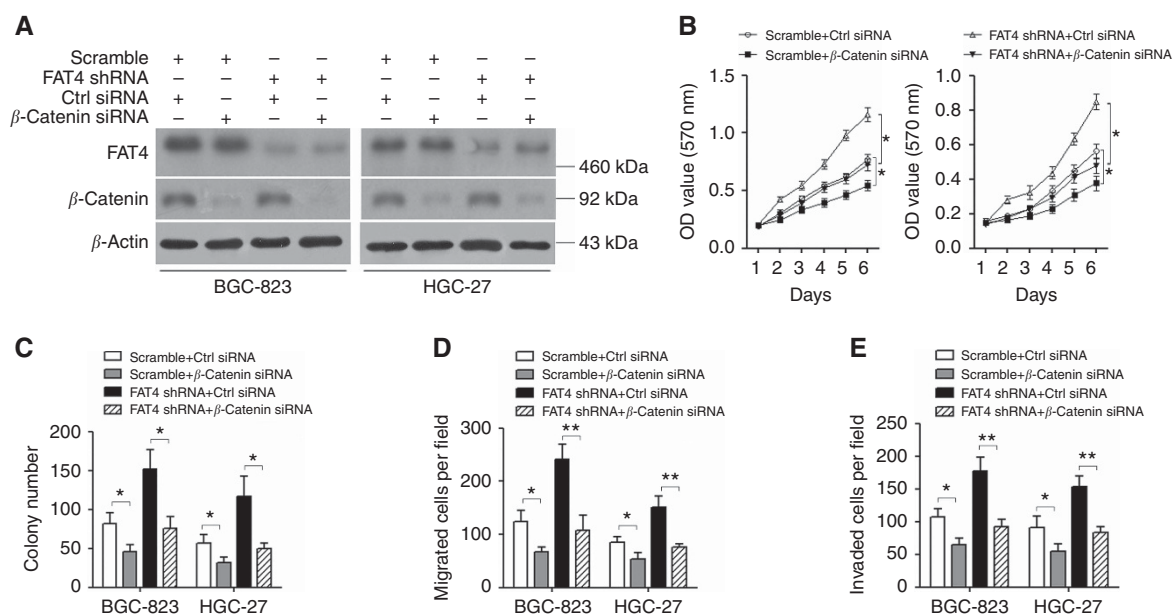 A
Scramble + + − − + + − −
FAT4 shRNA − − + + − − + +
Ctrl siRNA + − + − + − + −
β-Catenin siRNA − + − + − + − +
FAT4
460 kDa
β-Catenin
92 kDa
β-Actin
43 kDa
BGC-823 HGC-27
B
Scramble+Ctrl siRNA FAT4 shRNA+Ctrl siRNA
Scramble+β-Catenin siRNA FAT4 shRNA+β-Catenin siRNA
OD value (570 nm)
1.5
1.0
0.5
0.0
1 2 3 4 5 6
Days
*
*
OD value (570 nm)
1.0
0.8
0.6
0.4
0.2
0.0
1 2 3 4 5 6
Days
*
*
C
Scramble+Ctrl siRNA
Scramble+β-Catenin siRNA
FAT4 shRNA+Ctrl siRNA
FAT4 shRNA+β-Catenin siRNA
Colony number
200
150
100
50
0
* * * *
BGC-823 HGC-27
D
Scramble+Ctrl siRNA
Scramble+β-Catenin siRNA
FAT4 shRNA+Ctrl siRNA
FAT4 shRNA+β-Catenin siRNA
Migrated cells per field
300
200
100
0
* ** * **
BGC-823 HGC-27
E
Scramble+Ctrl siRNA
Scramble+β-Catenin siRNA
FAT4 shRNA+Ctrl siRNA
FAT4 shRNA+β-Catenin siRNA
Invaded cells per field
250
200
150
100
50
0
* ** * **
BGC-823 HGC-27